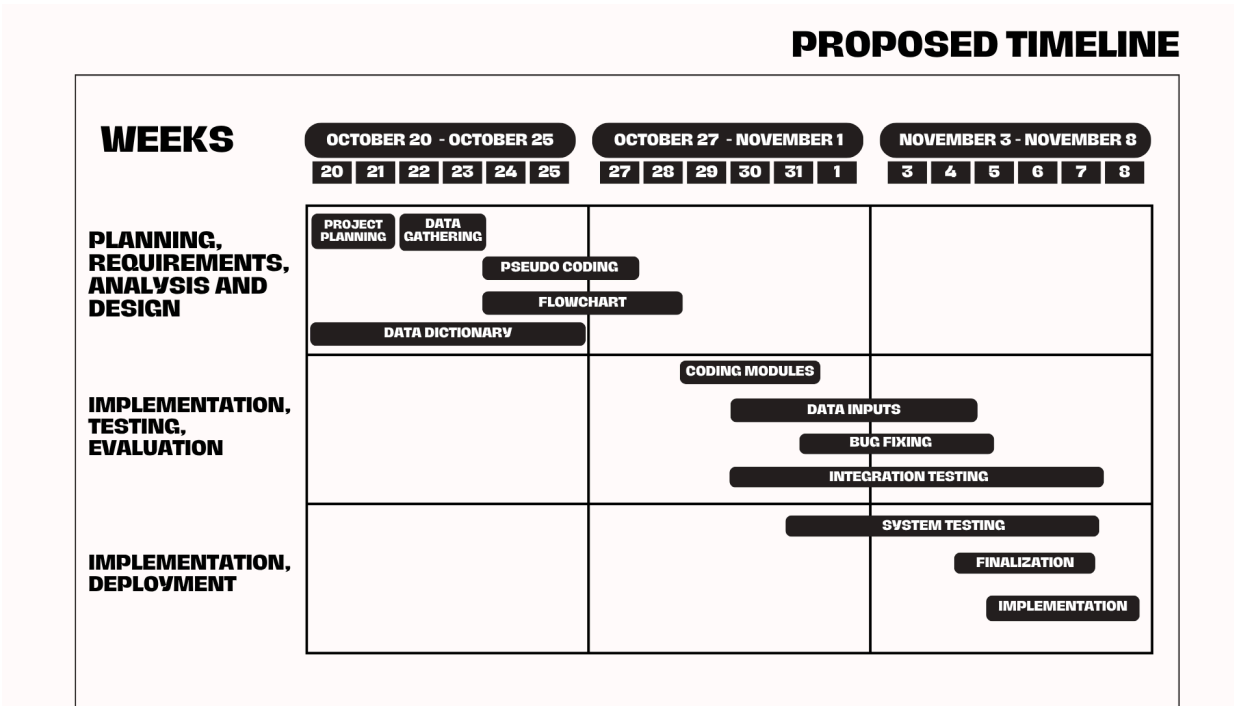 PROPOSED TIMELINE
WEEKS
OCTOBER 20 - OCTOBER 25
OCTOBER 27 - NOVEMBER 1
NOVEMBER 3 - NOVEMBER 8
20 21 22 23 24 25
27 28 29 30 31 1
3 4 5 6 7 8
PLANNING,
REQUIREMENTS,
ANALYSIS AND
DESIGN
PROJECT
PLANNING
DATA
GATHERING
PSEUDO CODING
FLOWCHART
DATA DICTIONARY
IMPLEMENTATION,
TESTING,
EVALUATION
CODING MODULES
DATA INPUTS
BUG FIXING
INTEGRATION TESTING
IMPLEMENTATION,
DEPLOYMENT
SYSTEM TESTING
FINALIZATION
IMPLEMENTATION